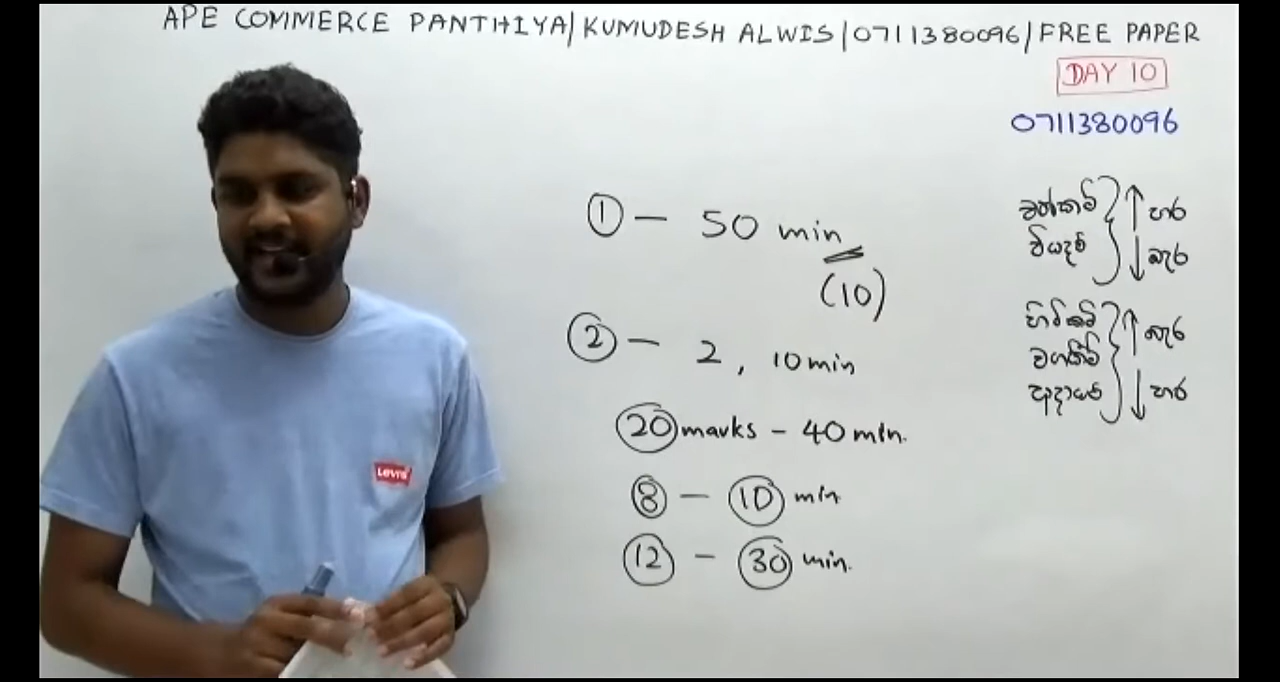 APE COMMERCE PANTHIYA/KUMUDESH ALWIS/0711380096/FREE PAPER
DAY 10
0711380096
① — 50 min
(10)
② — 2, 10 min
20 marks - 40 min.
8 — 10 min
12 — 30 min.
වත්කම් ↑ හර
වියදම් ↓ බැර
හිමිකම් ↑ බැර
වගකීම්
ආදායම් ↓ හර
Levi's